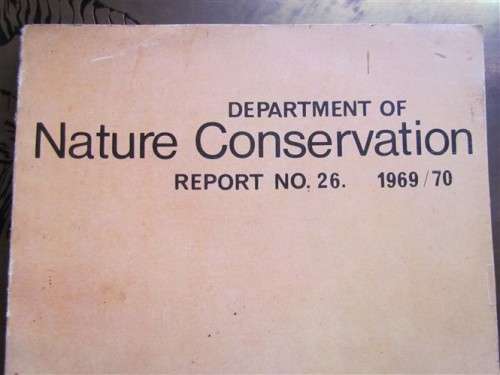 DEPARTMENT OF
Nature Conservation
REPORT NO. 26. 1969/70